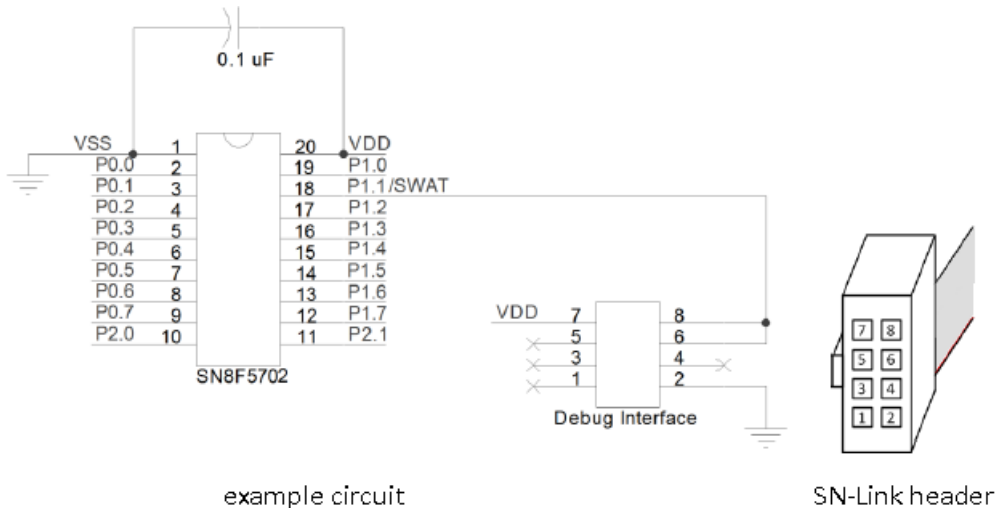 0.1 uF
VSS 1 20 VDD
P0.0 2 19 P1.0
P0.1 3 18 P1.1/SWAT
P0.2 4 17 P1.2
P0.3 5 16 P1.3
P0.4 6 15 P1.4
P0.5 7 14 P1.5
P0.6 8 13 P1.6
P0.7 9 12 P1.7
P2.0 10 11 P2.1
SN8F5702
VDD 7 8
5 6
3 4
1 2
Debug Interface
7 8
5 6
3 4
1 2
example circuit
SN-Link header